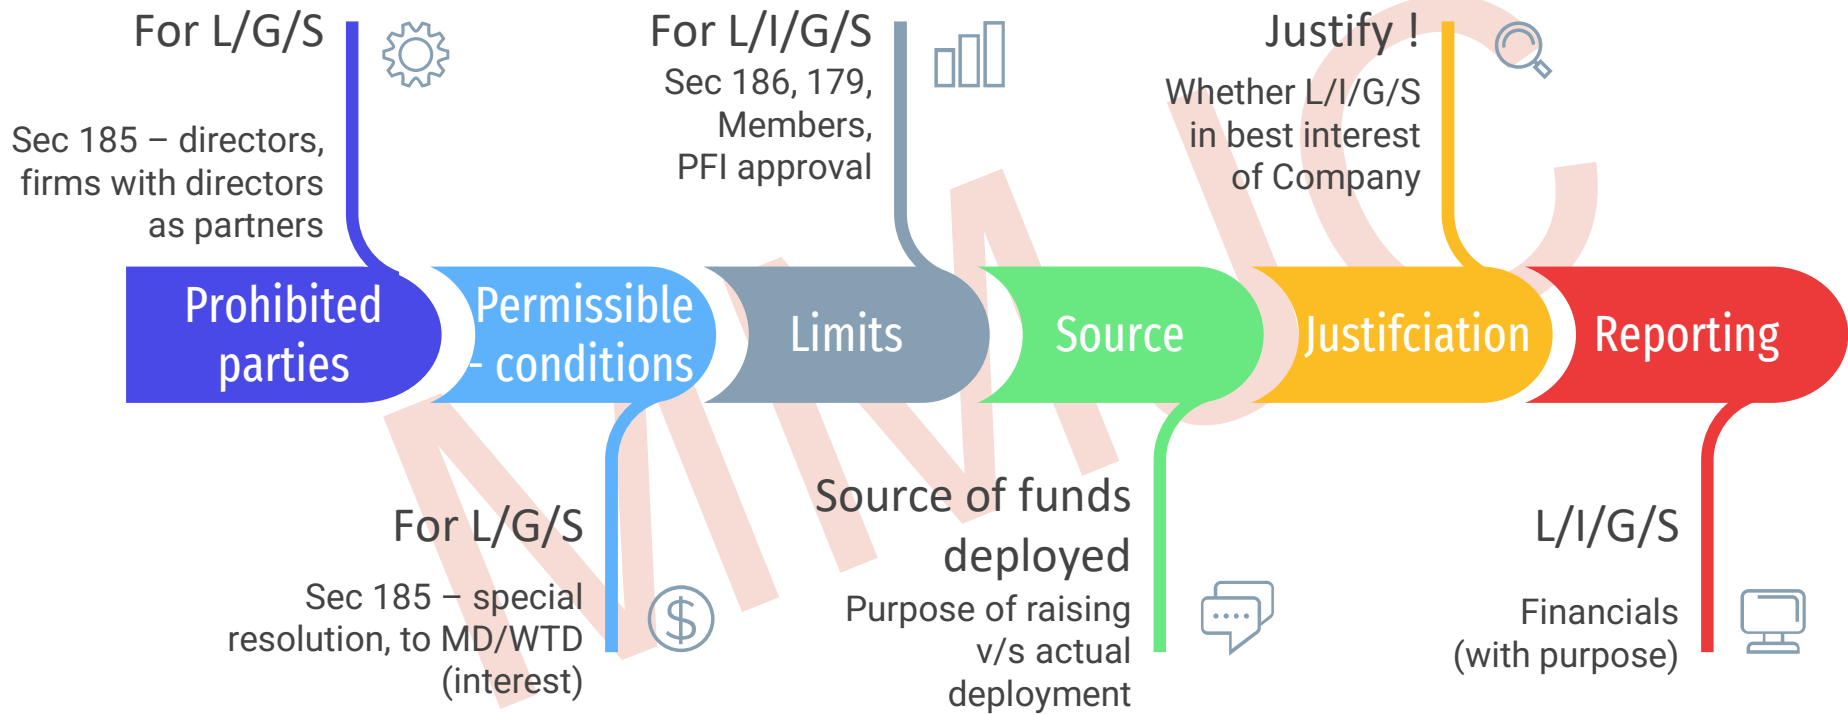 For L/G/S
Sec 185 – directors,
firms with directors
as partners
For L/I/G/S
Sec 186, 179,
Members,
PFI approval
Justify !
Whether L/I/G/S
in best interest
of Company
Prohibited
parties
Permissible
- conditions
Limits
Source
Justifciation
Reporting
For L/G/S
Sec 185 – special
resolution, to MD/WTD
(interest)
$
Source of funds
deployed
Purpose of raising
v/s actual
deployment
L/I/G/S
Financials
(with purpose)
MMJC